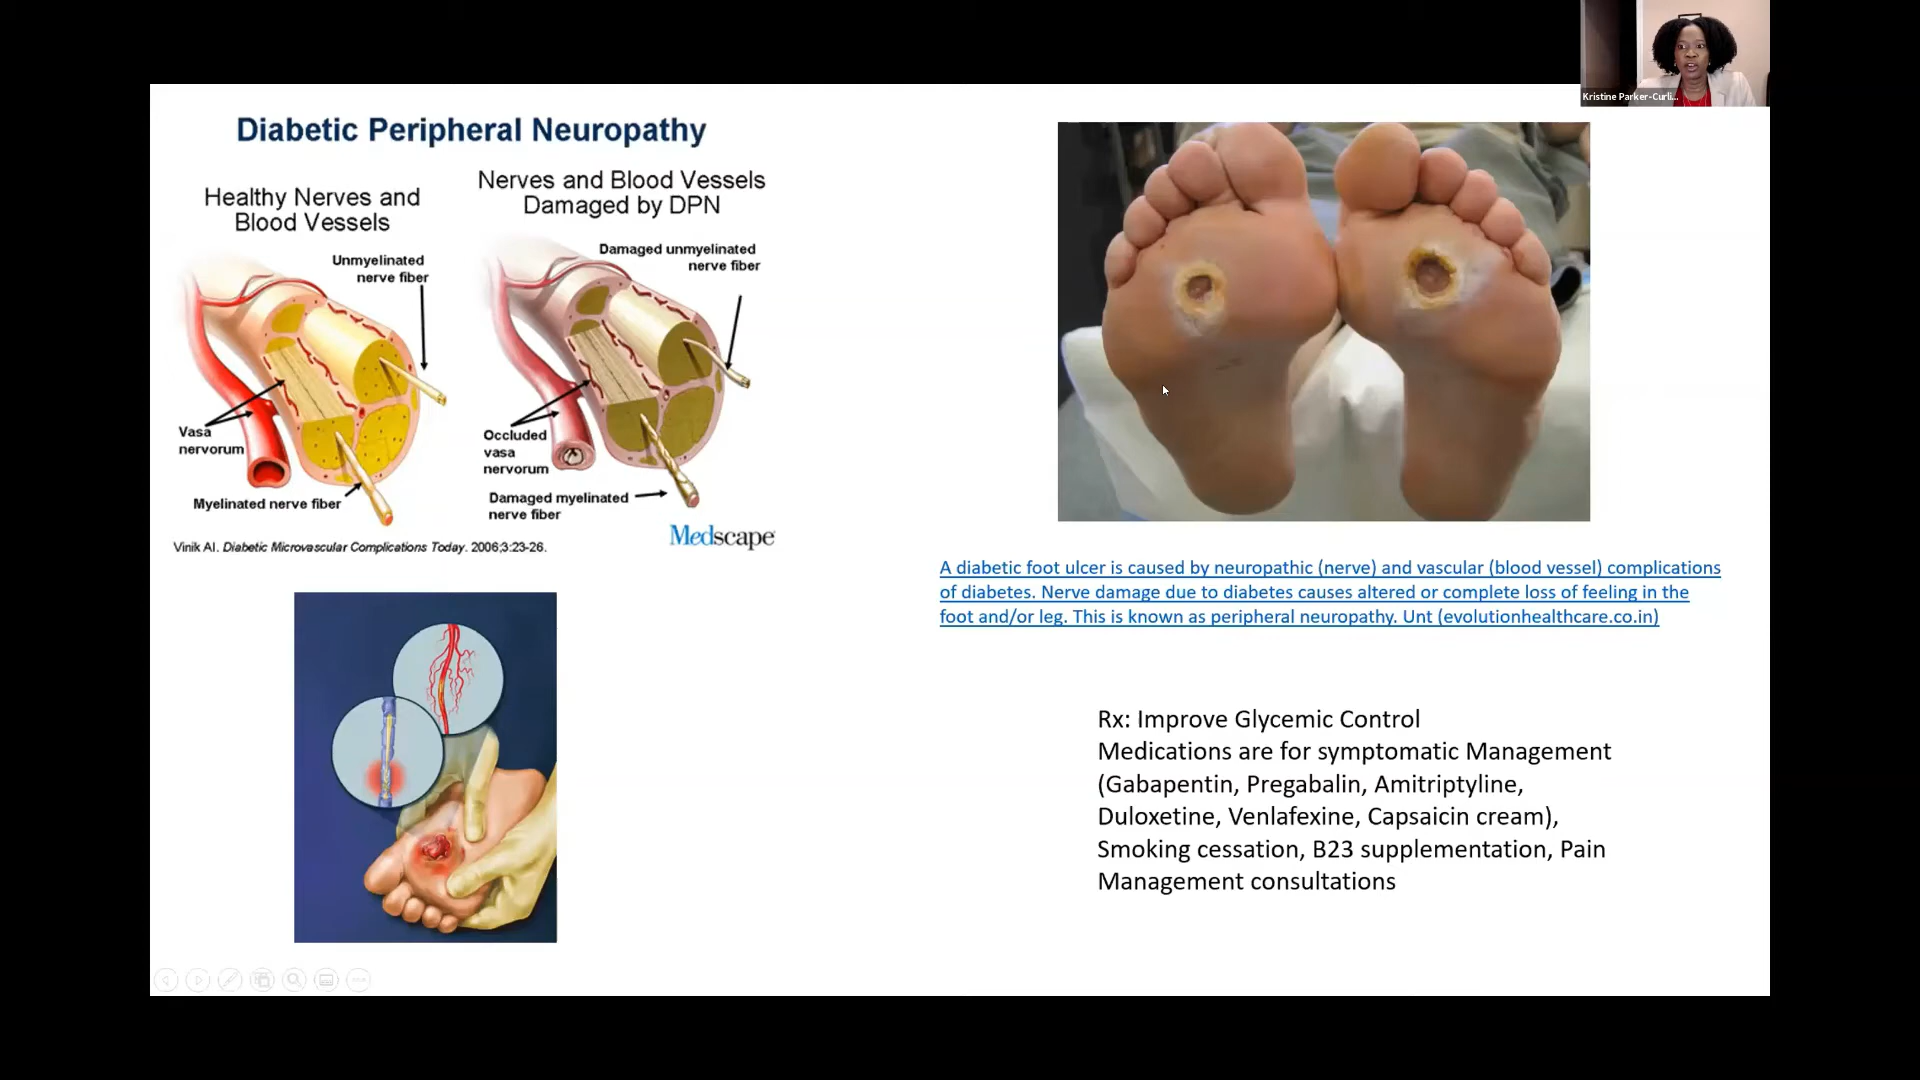 Kristine Parker-Curli...
Diabetic Peripheral Neuropathy
Healthy Nerves and
Blood Vessels
Unmyelinated
nerve fiber
Vasa
nervorum
Myelinated nerve fiber
Nerves and Blood Vessels
Damaged by DPN
Damaged unmyelinated
nerve fiber
Occluded
vasa
nervorum
Damaged myelinated
nerve fiber
Medscape
Vinik AI. Diabetic Microvascular Complications Today. 2006;3:23-26.
A diabetic foot ulcer is caused by neuropathic (nerve) and vascular (blood vessel) complications
of diabetes. Nerve damage due to diabetes causes altered or complete loss of feeling in the
foot and/or leg. This is known as peripheral neuropathy. Unt (evolutionhealthcare.co.in)
Rx: Improve Glycemic Control
Medications are for symptomatic Management
(Gabapentin, Pregabalin, Amitriptyline,
Duloxetine, Venlafexine, Capsaicin cream),
Smoking cessation, B23 supplementation, Pain
Management consultations